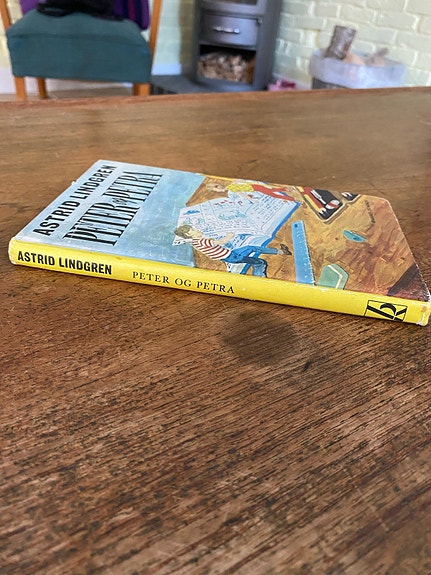 ASTRID LINDGREN
PETER og PETRA
ASTRID LINDGREN PETER OG PETRA